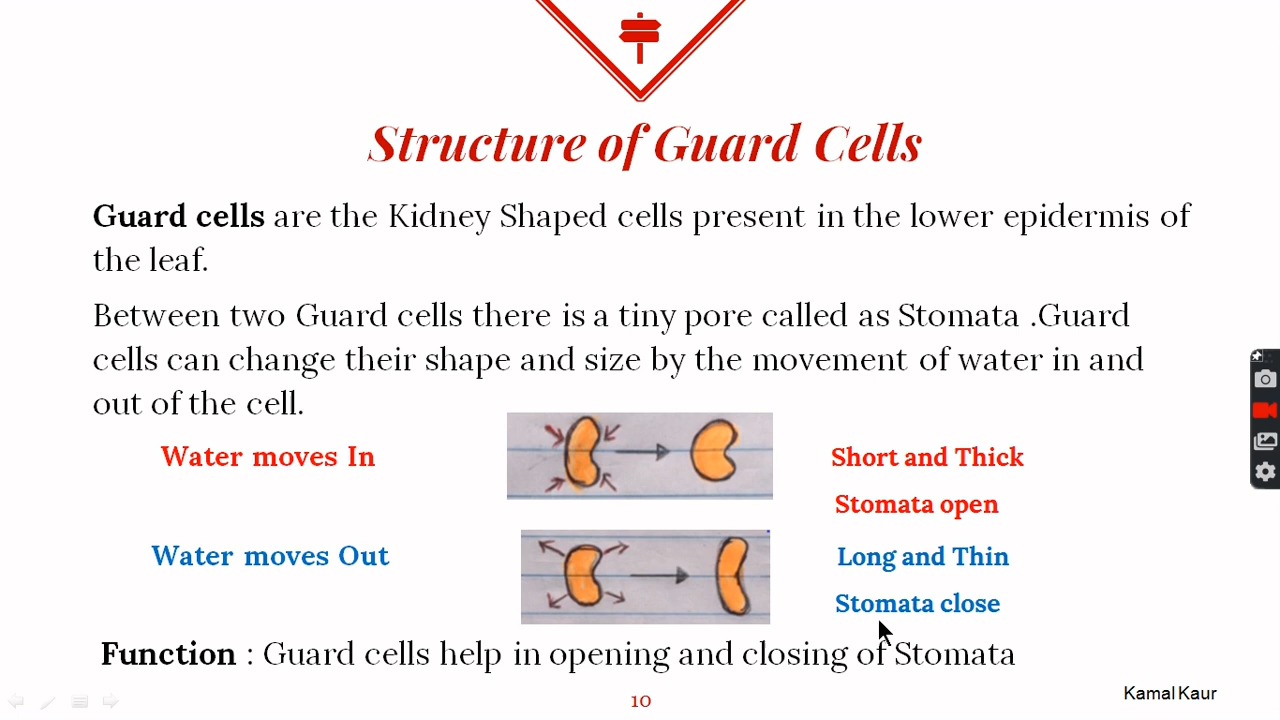 Structure of Guard Cells
Guard cells are the Kidney Shaped cells present in the lower epidermis of
the leaf.
Between two Guard cells there is a tiny pore called as Stomata .Guard
cells can change their shape and size by the movement of water in and
out of the cell.
Water moves In
Short and Thick
Stomata open
Water moves Out
Long and Thin
Stomata close
Function : Guard cells help in opening and closing of Stomata
10
Kamal Kaur